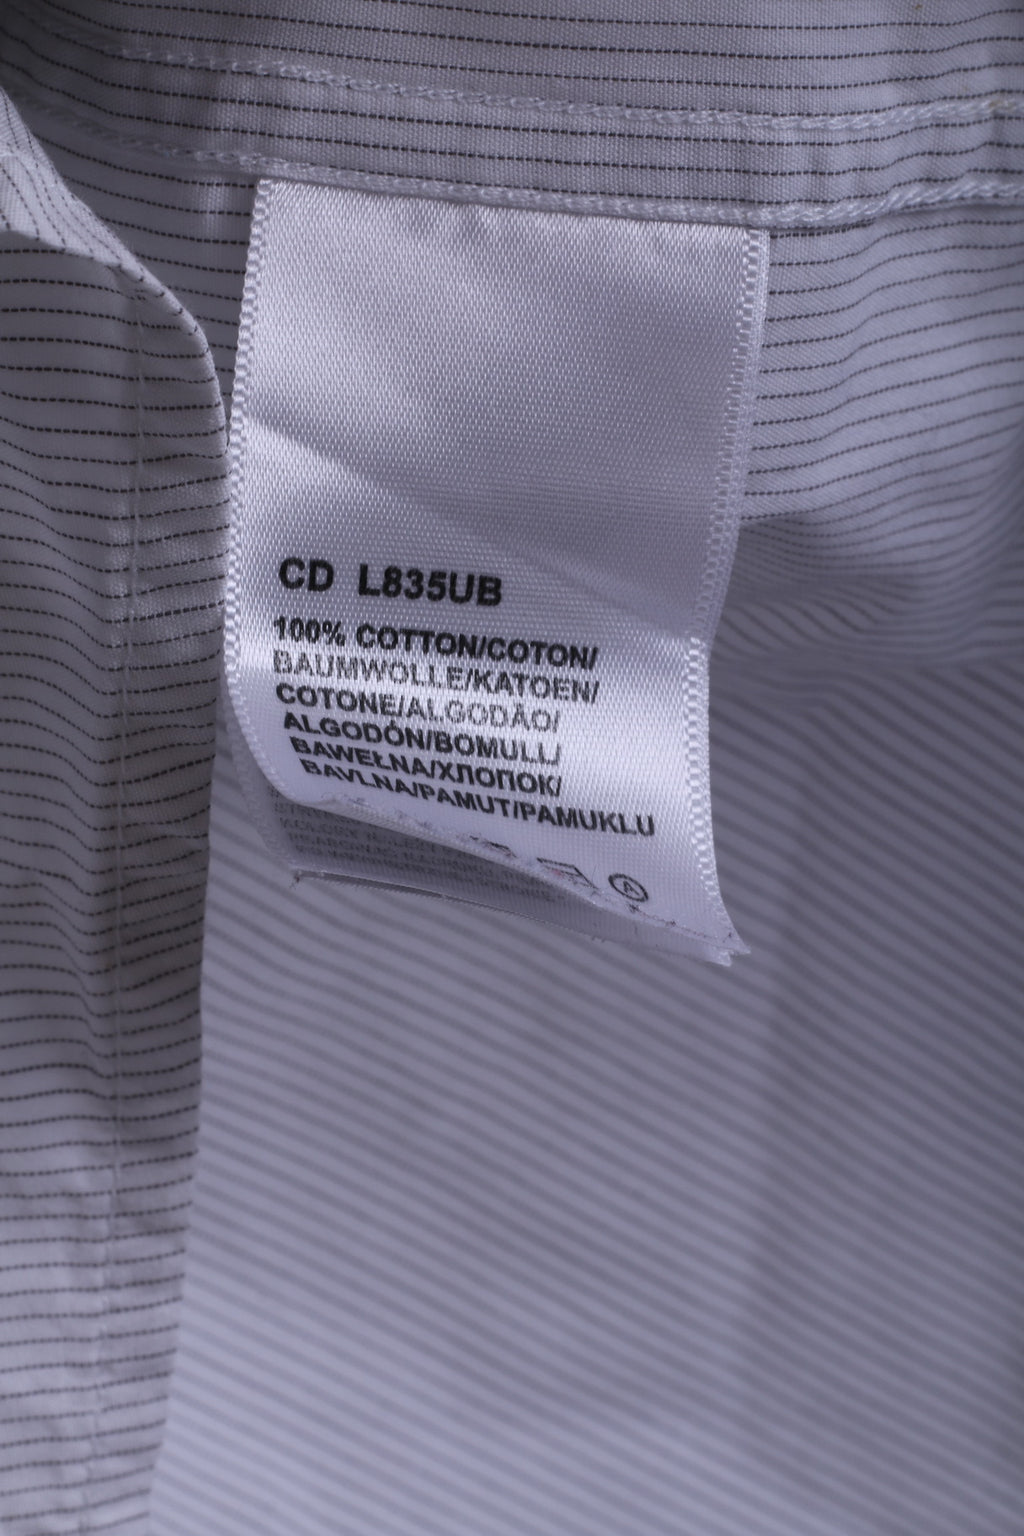 CD L835UB
100% COTTON/COTON/
BAUMWOLLE/KATOEN/
COTONE/ALGODÃO/
ALGODÓN/BOMULL/
BAWEŁNA/ХЛОПОК/
BAVLNA/PAMUT/PAMUKLU
A